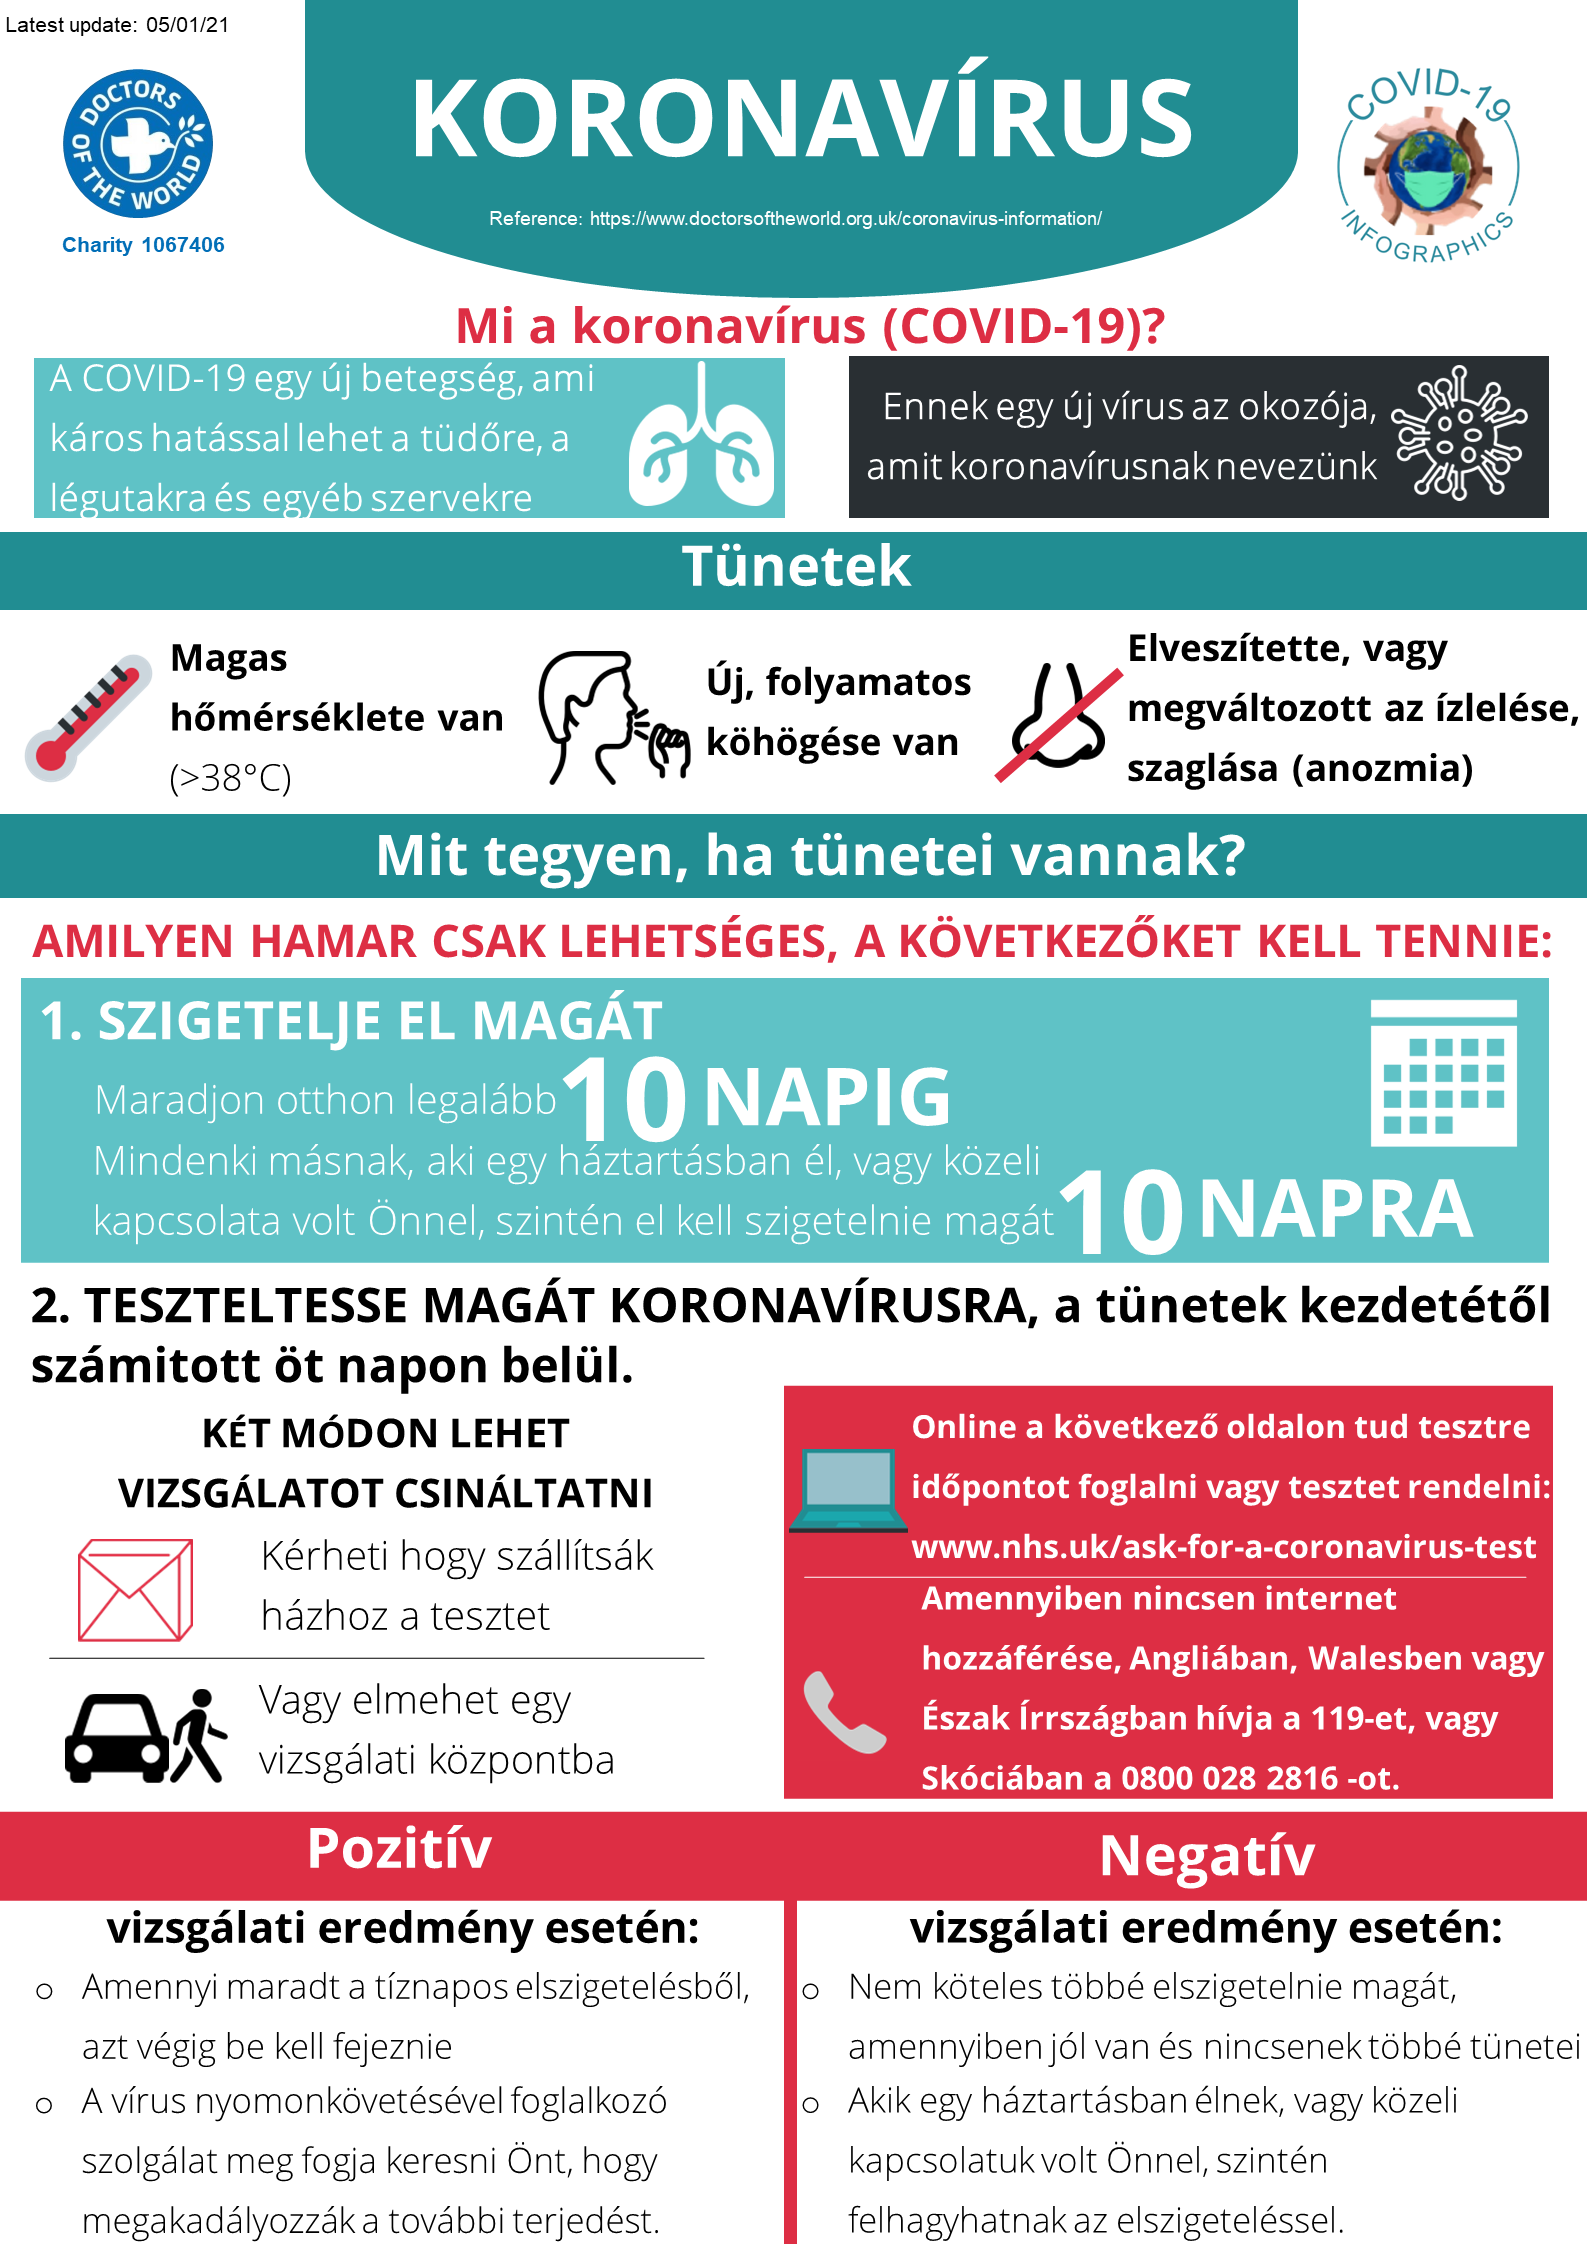 Latest update: 05/01/21
DOCTORS OF THE WORLD
Charity 1067406
KORONAVÍRUS
Reference: https://www.doctorsoftheworld.org.uk/coronavirus-information/
COVID-19
INFOGRAPHICS
Mi a koronavírus (COVID-19)?
A COVID-19 egy új betegség, ami
káros hatással lehet a tüdőre, a
légutakra és egyéb szervekre
Ennek egy új vírus az okozója,
amit koronavírusnak nevezünk
Tünetek
Magas
hőmérséklete van
(>38°C)
Új, folyamatos
köhögése van
Elveszítette, vagy
megváltozott az ízlelése,
szaglása (anozmia)
Mit tegyen, ha tünetei vannak?
AMILYEN HAMAR CSAK LEHETSÉGES, A KÖVETKEZŐKET KELL TENNIE:
1. SZIGETELJE EL MAGÁT
Maradjon otthon legalább 10 NAPIG
Mindenki másnak, aki egy háztartásban él, vagy közeli
kapcsolata volt Önnel, szintén el kell szigetelnie magát 10 NAPRA
2. TESZTELTESSE MAGÁT KORONAVÍRUSRA, a tünetek kezdetétől
számitott öt napon belül.
KÉT MÓDON LEHET
VIZSGÁLATOT CSINÁLTATNI
Kérheti hogy szállítsák
házhoz a tesztet
Vagy elmehet egy
vizsgálati központba
Online a következő oldalon tud tesztre
időpontot foglalni vagy tesztet rendelni:
www.nhs.uk/ask-for-a-coronavirus-test
Amennyiben nincsen internet
hozzáférése, Angliában, Walesben vagy
Észak Írrszágban hívja a 119-et, vagy
Skóciában a 0800 028 2816 -ot.
Pozitív
vizsgálati eredmény esetén:
o Amennyi maradt a tíznapos elszigetelésből,
azt végig be kell fejeznie
o A vírus nyomonkövetésével foglalkozó
szolgálat meg fogja keresni Önt, hogy
megakadályozzák a további terjedést.
Negatív
vizsgálati eredmény esetén:
o Nem köteles többé elszigetelnie magát,
amennyiben jól van és nincsenek többé tünetei
o Akik egy háztartásban élnek, vagy közeli
kapcsolatuk volt Önnel, szintén
felhagyhatnak az elszigeteléssel.